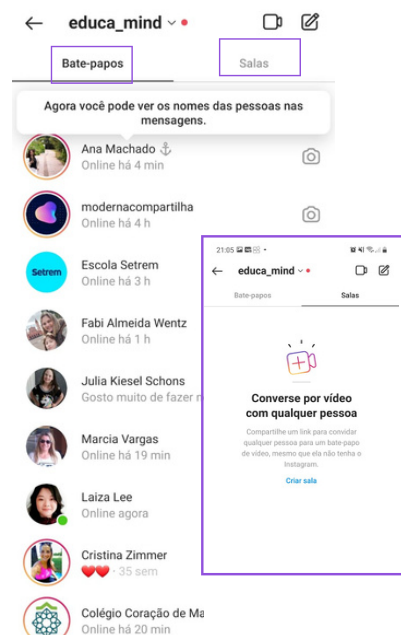 educa_mind
Bate-papos
Salas
Agora você pode ver os nomes das pessoas nas
mensagens.
Ana Machado ⚓
Online há 4 min
modernacompartilha
Online há 4 h
Setrem
Escola Setrem
Online há 3 h
Fabi Almeida Wentz
Online há 1 h
Julia Kiesel Schons
Gosto muito de fazer
Marcia Vargas
Online há 19 min
Laiza Lee
Online agora
Cristina Zimmer
❤️❤️ · 35 sem
Colégio Coração de Ma
Online há 20 min
21:05
educa_mind
Bate-papos
Salas
Converse por vídeo
com qualquer pessoa
Compartilhe um link para convidar
qualquer pessoa para um bate-papo
de vídeo, mesmo que ela não tenha o
Instagram.
Criar sala